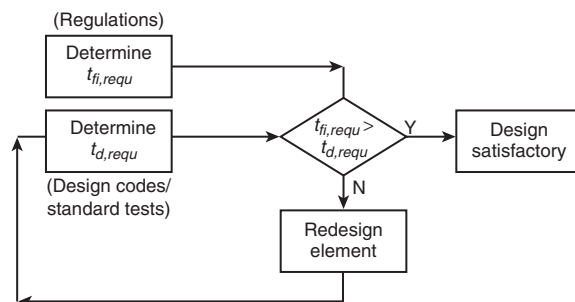 (Regulations)
Determine
t_fi,requ
Determine
t_d,requ
(Design codes/
standard tests)
t_fi,requ >
t_d,requ
Y
Design
satisfactory
N
Redesign
element